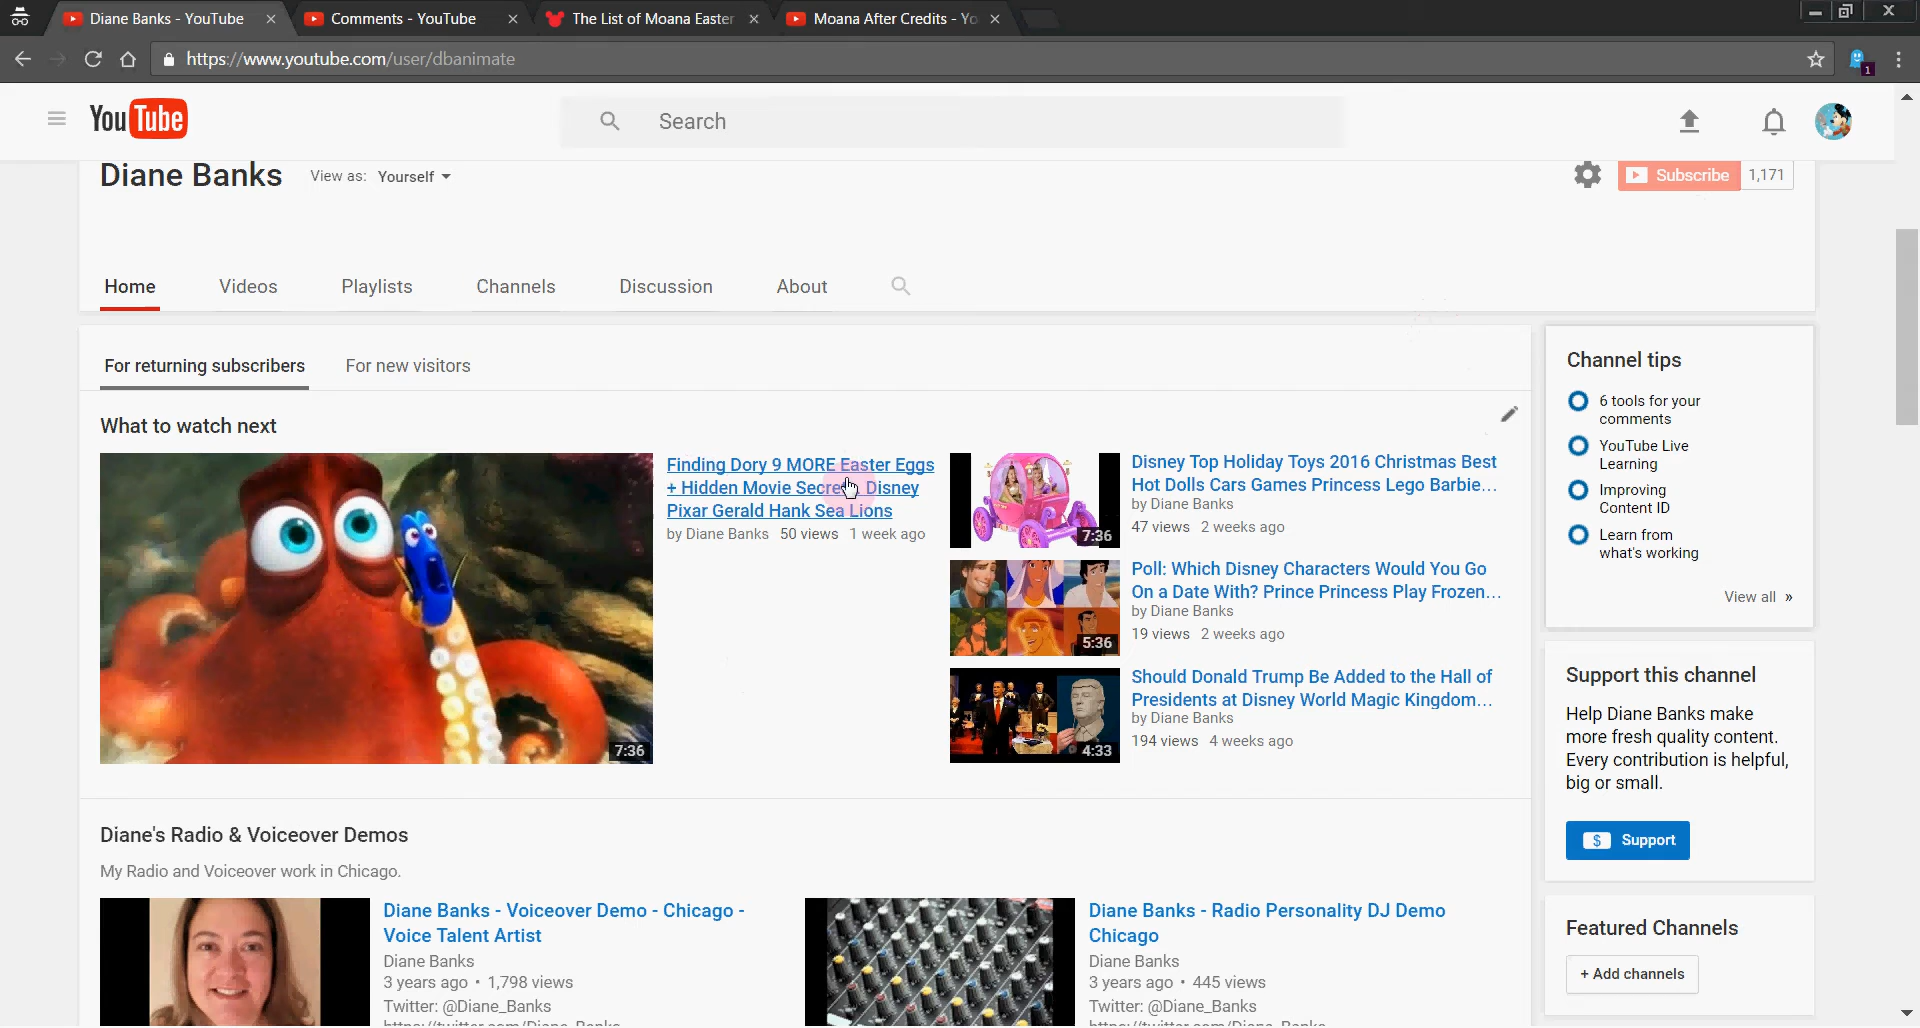 Diane Banks - YouTube
Comments - YouTube
The List of Moana Easter
Moana After Credits - Yo
https://www.youtube.com/user/dbanimate
1
YouTube
Search
Diane Banks
View as: Yourself
Subscribe 1,171
Home
Videos
Playlists
Channels
Discussion
About
For returning subscribers
For new visitors
What to watch next
7:36
Finding Dory 9 MORE Easter Eggs
+ Hidden Movie Secrets Disney
Pixar Gerald Hank Sea Lions
by Diane Banks 50 views 1 week ago
7:36
Disney Top Holiday Toys 2016 Christmas Best
Hot Dolls Cars Games Princess Lego Barbie...
by Diane Banks
47 views 2 weeks ago
5:36
Poll: Which Disney Characters Would You Go
On a Date With? Prince Princess Play Frozen...
by Diane Banks
19 views 2 weeks ago
4:33
Should Donald Trump Be Added to the Hall of
Presidents at Disney World Magic Kingdom...
by Diane Banks
194 views 4 weeks ago
Channel tips
6 tools for your
comments
YouTube Live
Learning
Improving
Content ID
Learn from
what's working
View all »
Support this channel
Help Diane Banks make
more fresh quality content.
Every contribution is helpful,
big or small.
$ Support
Diane's Radio & Voiceover Demos
My Radio and Voiceover work in Chicago.
Diane Banks - Voiceover Demo - Chicago -
Voice Talent Artist
Diane Banks
3 years ago • 1,798 views
Twitter: @Diane_Banks
Diane Banks - Radio Personality DJ Demo
Chicago
Diane Banks
3 years ago • 445 views
Twitter: @Diane_Banks
Featured Channels
+ Add channels